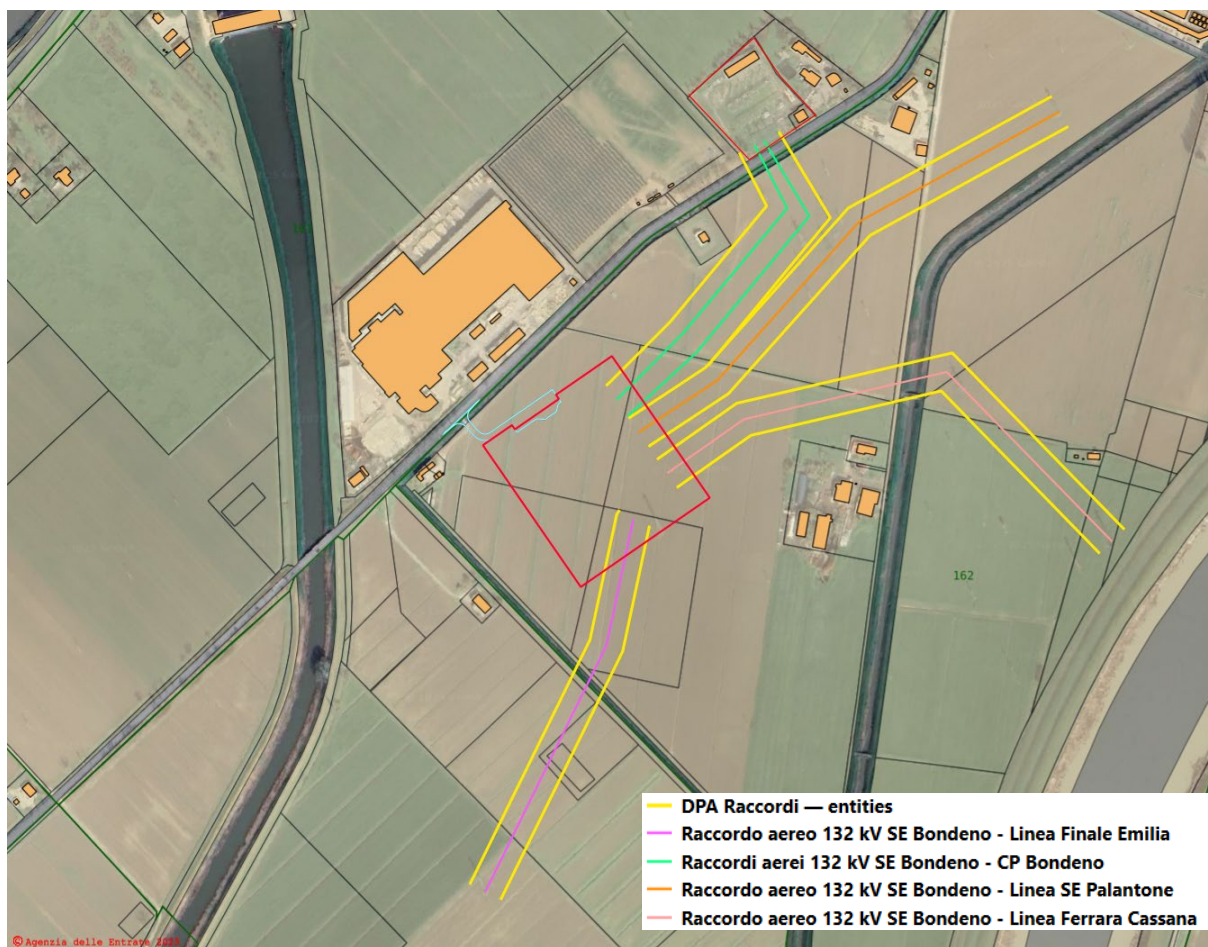 162
DPA Raccordi — entities
Raccordo aereo 132 kV SE Bondeno - Linea Finale Emilia
Raccordi aerei 132 kV SE Bondeno - CP Bondeno
Raccordo aereo 132 kV SE Bondeno - Linea SE Palantone
Raccordo aereo 132 kV SE Bondeno - Linea Ferrara Cassana
© Agenzia delle Entrate